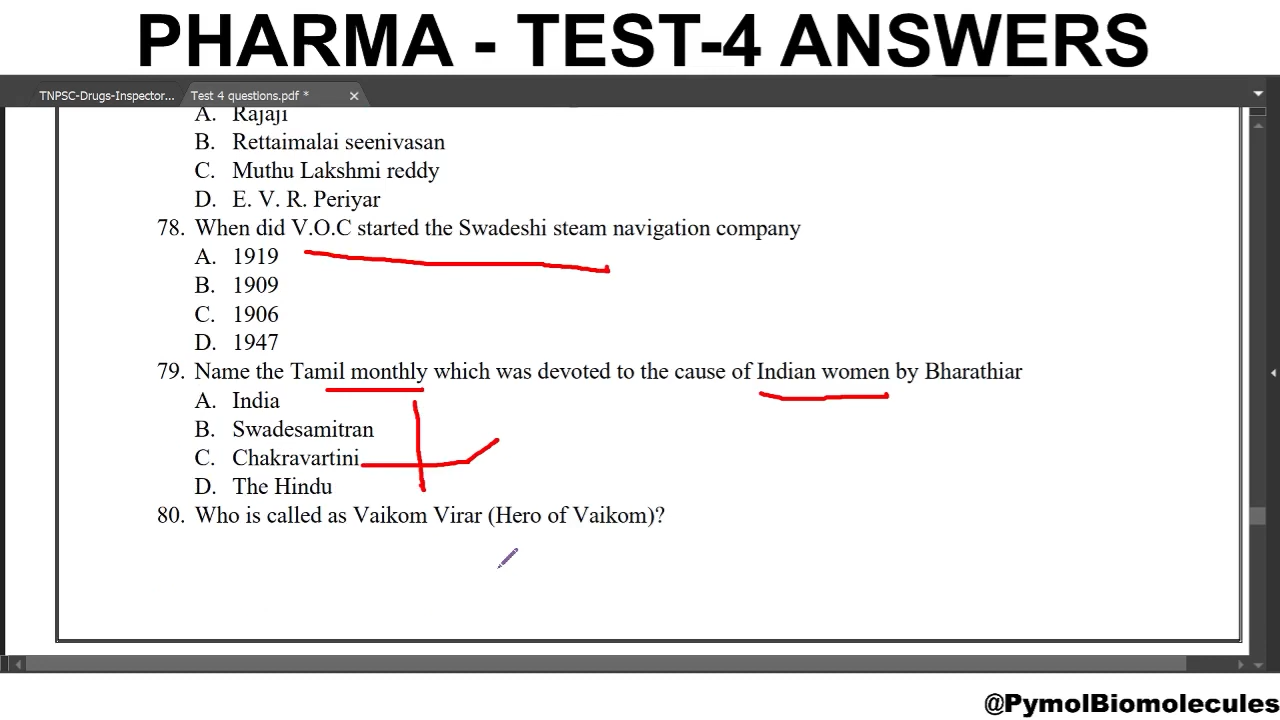 PHARMA - TEST-4 ANSWERS
TNPSC-Drugs-Inspector... Test 4 questions.pdf *
A. Rajaji
B. Rettaimalai seenivasan
C. Muthu Lakshmi reddy
D. E. V. R. Periyar
78. When did V.O.C started the Swadeshi steam navigation company
A. 1919
B. 1909
C. 1906
D. 1947
79. Name the Tamil monthly which was devoted to the cause of Indian women by Bharathiar
A. India
B. Swadesamitran
C. Chakravartini
D. The Hindu
80. Who is called as Vaikom Virar (Hero of Vaikom)?
@PymolBiomolecules